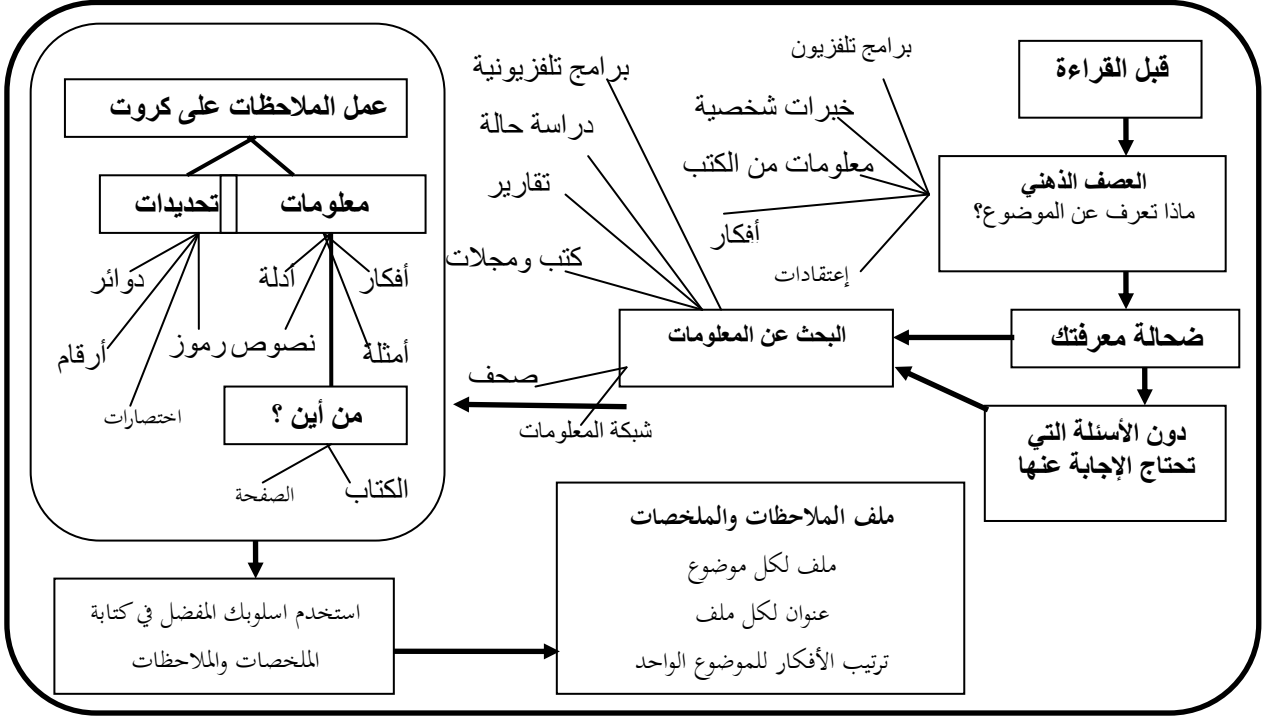 قبل القراءة
العصف الذهني
ماذا تعرف عن الموضوع؟
برامج تلفزيون
خبرات شخصية
معلومات من الكتب
أفكار
إعتقادات
ضحالة معرفتك
دون الأسئلة التي
تحتاج الإجابة عنها
البحث عن المعلومات
برامج تلفزيونية
دراسة حالة
تقارير
كتب ومجلات
صحف
شبكة المعلومات
عمل الملاحظات على كروت
معلومات
تحديدات
أفكار
أدلة
أمثلة
نصوص
دوائر
رموز
أرقام
اختصارات
من أين ؟
الكتاب
الصفحة
استخدم اسلوبك المفضل في كتابة
الملخصات والملاحظات
ملف الملاحظات والملخصات
ملف لكل موضوع
عنوان لكل ملف
ترتيب الأفكار للموضوع الواحد